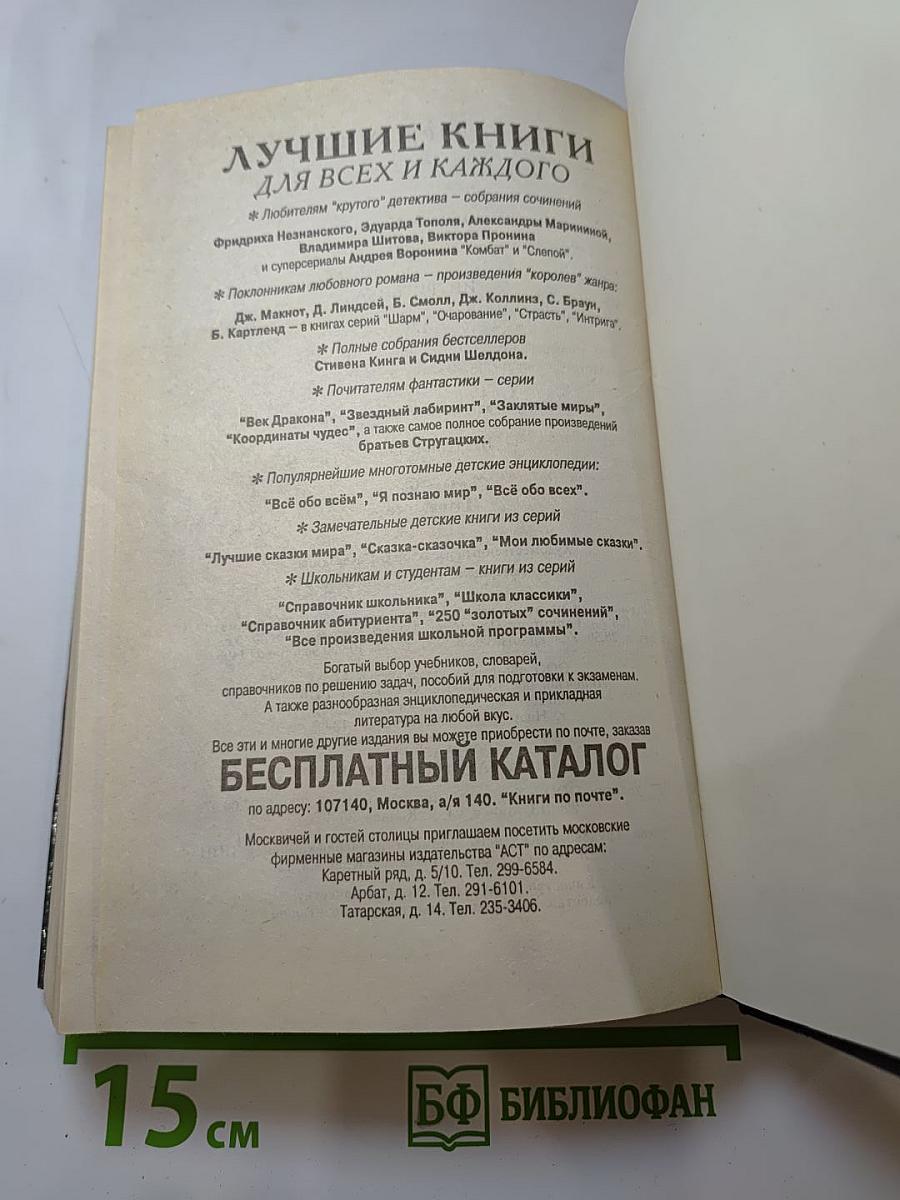 ЛУЧШИЕ КНИГИ
ДЛЯ ВСЕХ И КАЖДОГО
✻ Любителям "крутого" детектива – собрания сочинений
Фридриха Незнанского, Эдуарда Тополя, Александры Марининой,
Владимира Шитова, Виктора Пронина
и суперсериалы Андрея Воронина "Комбат" и "Слепой".
✻ Поклонникам любовного романа – произведения "королев" жанра:
Дж. Макнот, Д. Линдсей, Б. Смолл, Дж. Коллинз, С. Браун,
Б. Картленд – в книгах серий "Шарм", "Очарование", "Страсть", "Интрига".
✻ Полные собрания бестселлеров
Стивена Кинга и Сидни Шелдона.
✻ Почитателям фантастики – серии
"Век Дракона", "Звездный лабиринт", "Заклятые миры",
"Координаты чудес", а также самое полное собрание произведений
братьев Стругацких.
✻ Популярнейшие многотомные детские энциклопедии:
"Всё обо всём", "Я познаю мир", "Всё обо всех".
✻ Замечательные детские книги из серий
"Лучшие сказки мира", "Сказка-сказочка", "Мои любимые сказки".
✻ Школьникам и студентам – книги из серий
"Справочник школьника", "Школа классики",
"Справочник абитуриента", "250 "золотых" сочинений",
"Все произведения школьной программы".
Богатый выбор учебников, словарей,
справочников по решению задач, пособий для подготовки к экзаменам.
А также разнообразная энциклопедическая и прикладная
литература на любой вкус.
Все эти и многие другие издания вы можете приобрести по почте, заказав
БЕСПЛАТНЫЙ КАТАЛОГ
по адресу: 107140, Москва, а/я 140. "Книги по почте".
Москвичей и гостей столицы приглашаем посетить московские
фирменные магазины издательства "АСТ" по адресам:
Каретный ряд, д. 5/10. Тел. 299-6584.
Арбат, д. 12. Тел. 291-6101.
Татарская, д. 14. Тел. 235-3406.
15 см
БФ БИБЛИОФАН